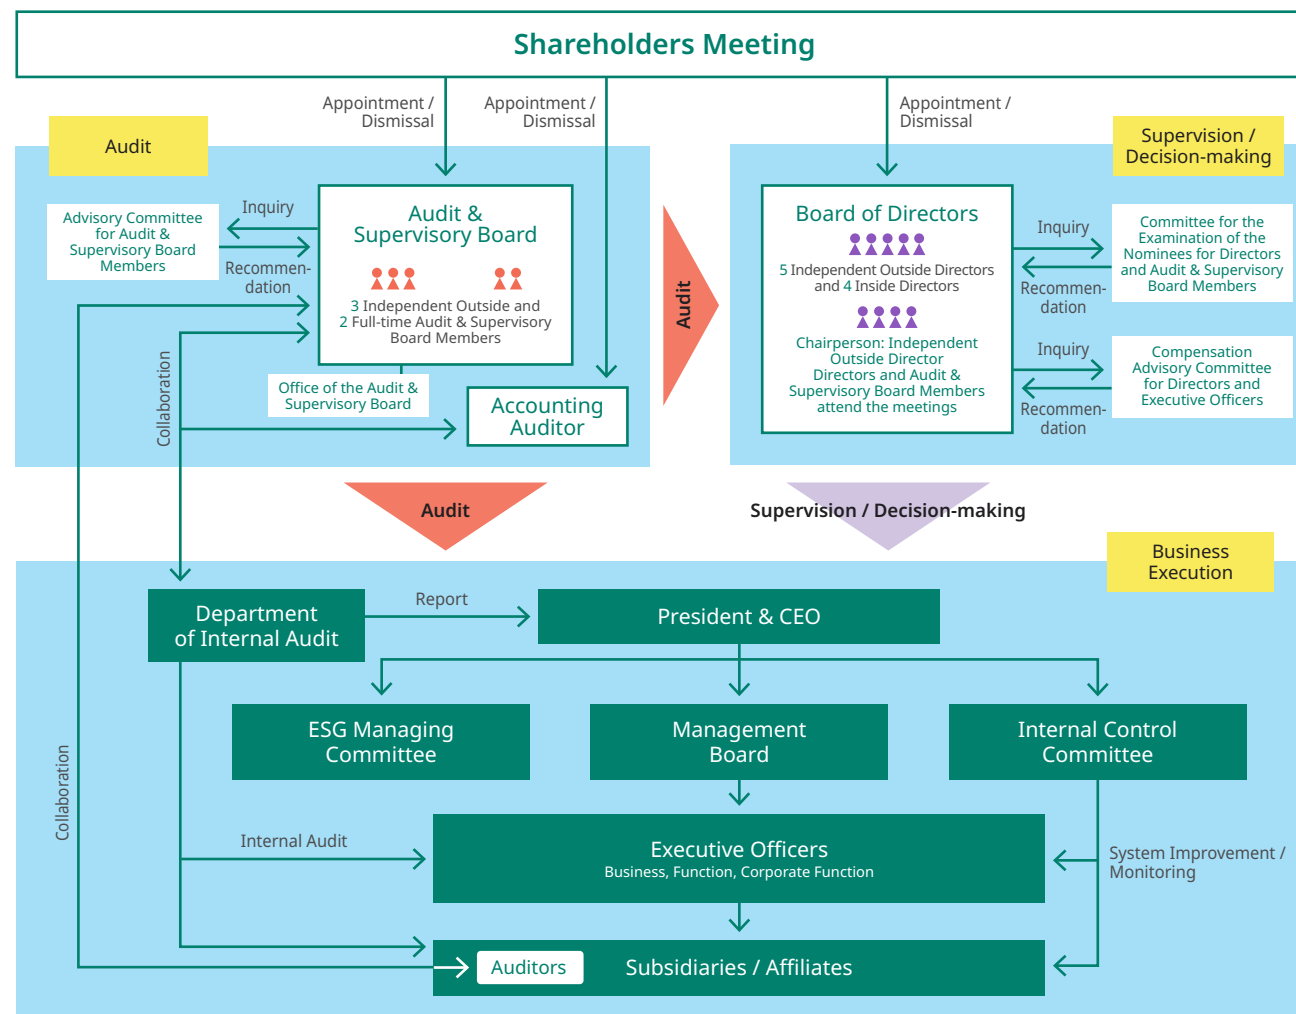 Shareholders Meeting
Appointment /
Dismissal
Appointment /
Dismissal
Appointment /
Dismissal
Audit
Advisory Committee
for Audit &
Supervisory Board
Members
Inquiry
Recommen-
dation
Audit &
Supervisory Board
3 Independent Outside and
2 Full-time Audit & Supervisory
Board Members
Office of the Audit &
Supervisory Board
Accounting
Auditor
Collaboration
Audit
Supervision /
Decision-making
Board of Directors
5 Independent Outside Directors
and 4 Inside Directors
Chairperson: Independent
Outside Director
Directors and Audit &
Supervisory Board Members
attend the meetings
Inquiry
Recommen-
dation
Committee for the
Examination of the
Nominees for Directors
and Audit & Supervisory
Board Members
Inquiry
Recommen-
dation
Compensation
Advisory Committee
for Directors and
Executive Officers
Audit
Supervision / Decision-making
Business
Execution
Department
of Internal Audit
Report
President & CEO
ESG Managing
Committee
Management
Board
Internal Control
Committee
Collaboration
Internal Audit
Executive Officers
Business, Function, Corporate Function
System Improvement /
Monitoring
Auditors
Subsidiaries / Affiliates